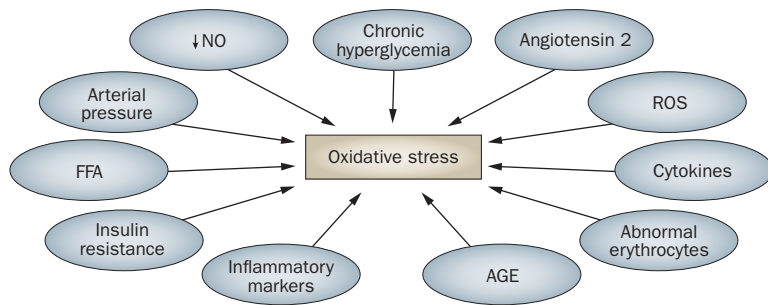 ↓NO
Chronic
hyperglycemia
Angiotensin 2
Arterial
pressure
ROS
Oxidative stress
FFA
Cytokines
Insulin
resistance
Abnormal
erythrocytes
Inflammatory
markers
AGE